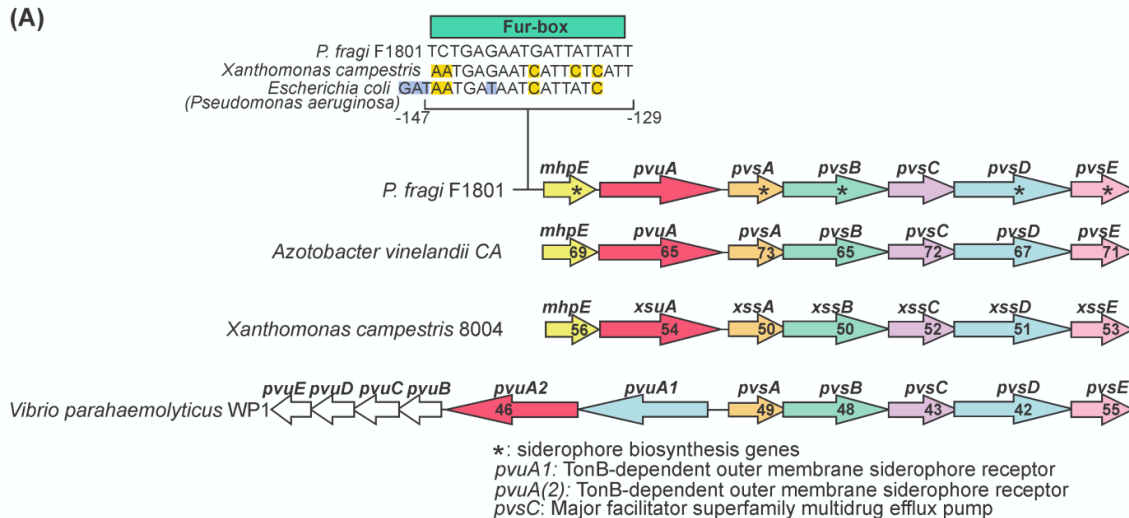 (A)
Fur-box
P. fragi F1801 TCTGAGAATGATTATTATT
Xanthomonas campestris AATGAGAATCATTCTCATT
Escherichia coli GATAATGATAATCATTATC
(Pseudomonas aeruginosa)
-147 -129
mhpE pvuA pvsA pvsB pvsC pvsD pvsE
P. fragi F1801 * * * * *
mhpE pvuA pvsA pvsB pvsC pvsD pvsE
Azotobacter vinelandii CA 69 65 73 65 72 67 71
mhpE xsuA xssA xssB xssC xssD xssE
Xanthomonas campestris 8004 56 54 50 50 52 51 53
pvuE pvuD pvuC pvuB pvuA2 pvuA1 pvsA pvsB pvsC pvsD pvsE
Vibrio parahaemolyticus WP1 46 49 48 43 42 55
*: siderophore biosynthesis genes
pvuA1: TonB-dependent outer membrane siderophore receptor
pvuA(2): TonB-dependent outer membrane siderophore receptor
pvsC: Major facilitator superfamily multidrug efflux pump